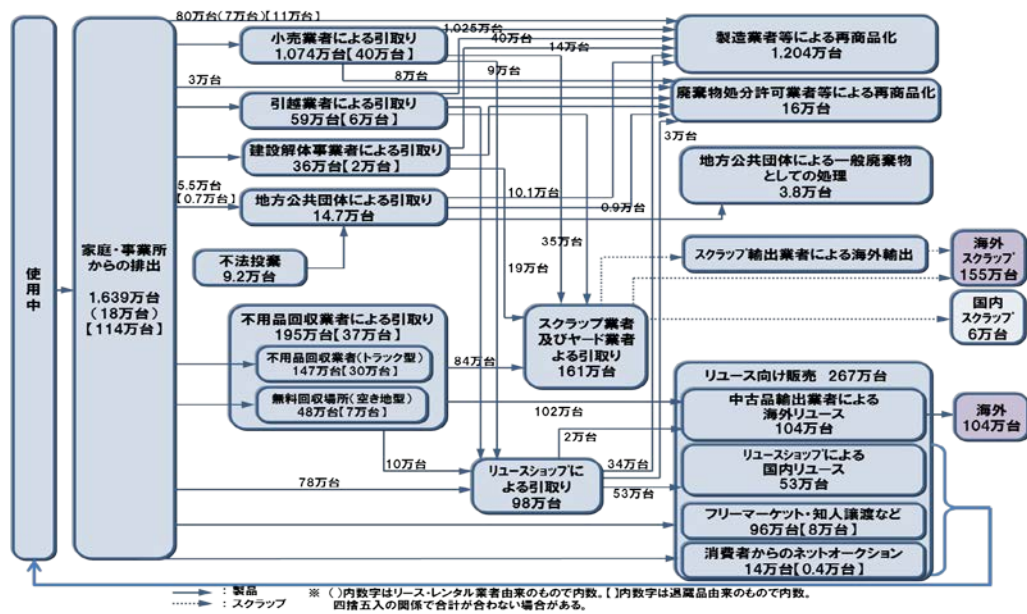 80万台(7万台)【11万台】
小売業者による引取り
1,074万台【40万台】
1,025万台
40万台
14万台
製造業者等による再商品化
1,204万台
3万台
8万台
9万台
引越業者による引取り
59万台【6万台】
廃棄物処分許可業者等による再商品化
16万台
3万台
建設解体事業者による引取り
36万台【2万台】
地方公共団体による一般廃棄物
としての処理
3.8万台
5.5万台
【0.7万台】
地方公共団体による引取り
14.7万台
10.1万台
0.9万台
使用中
家庭・事業所
からの排出
1,639万台
(18万台)
【114万台】
不法投棄
9.2万台
35万台
19万台
スクラップ輸出業者による海外輸出
海外
スクラップ
155万台
国内
スクラップ
6万台
不用品回収業者による引取り
195万台【37万台】
不用品回収業者(トラック型)
147万台【30万台】
無料回収場所(空き地型)
48万台【7万台】
84万台
スクラップ業者
及びヤード業者
よる引取り
161万台
102万台
リユース向け販売 267万台
中古品輸出業者による
海外リユース
104万台
海外
104万台
2万台
10万台
78万台
リユースショップに
よる引取り
98万台
34万台
53万台
リユースショップによる
国内リユース
53万台
フリーマーケット・知人譲渡など
96万台【8万台】
消費者からのネットオークション
14万台【0.4万台】
: 製品
: スクラップ
※ ( )内数字はリース・レンタル業者由来のもので内数。【 】内数字は退蔵品由来のもので内数。
四捨五入の関係で合計が合わない場合がある。